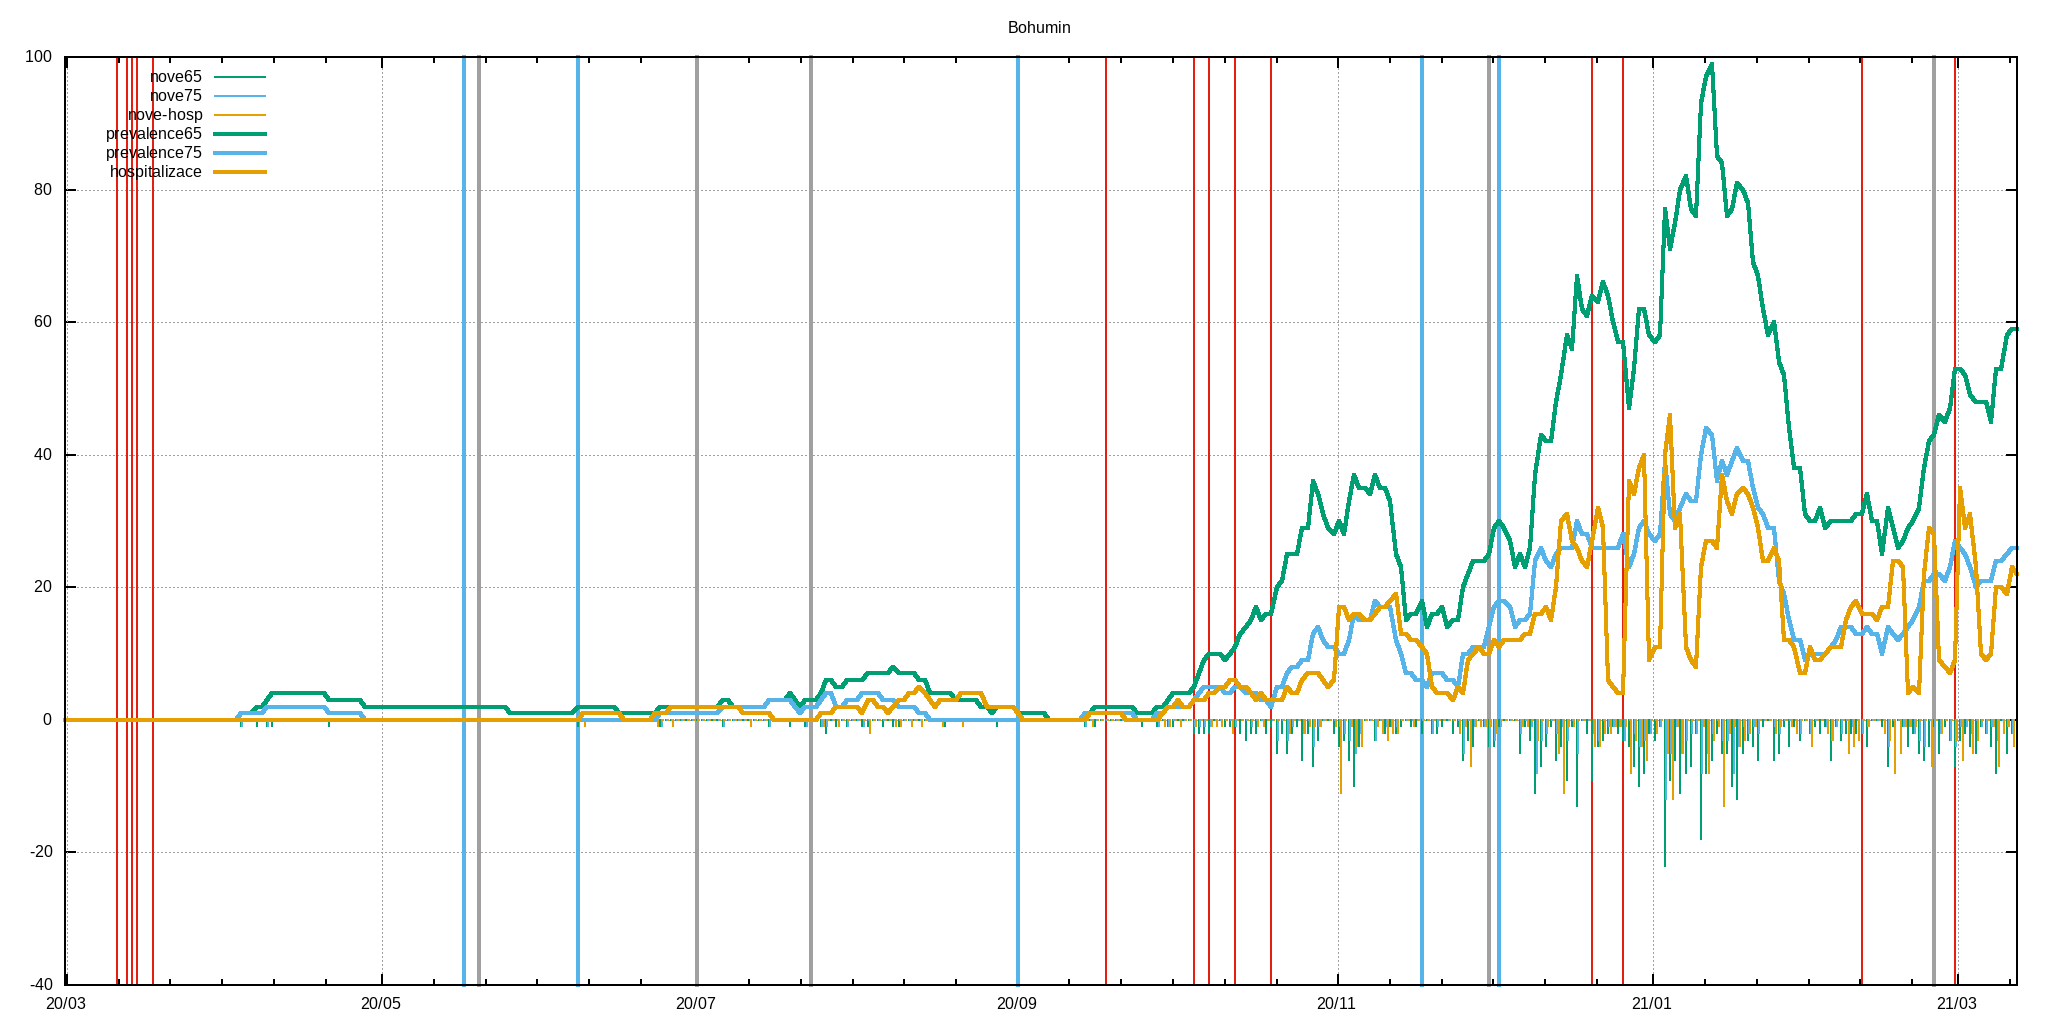 Bohumin
100
80
60
40
20
0
-20
-40
nove65
nove75
nove-hosp
prevalence65
prevalence75
hospitalizace
20/03 20/05 20/07 20/09 20/11 21/01 21/03